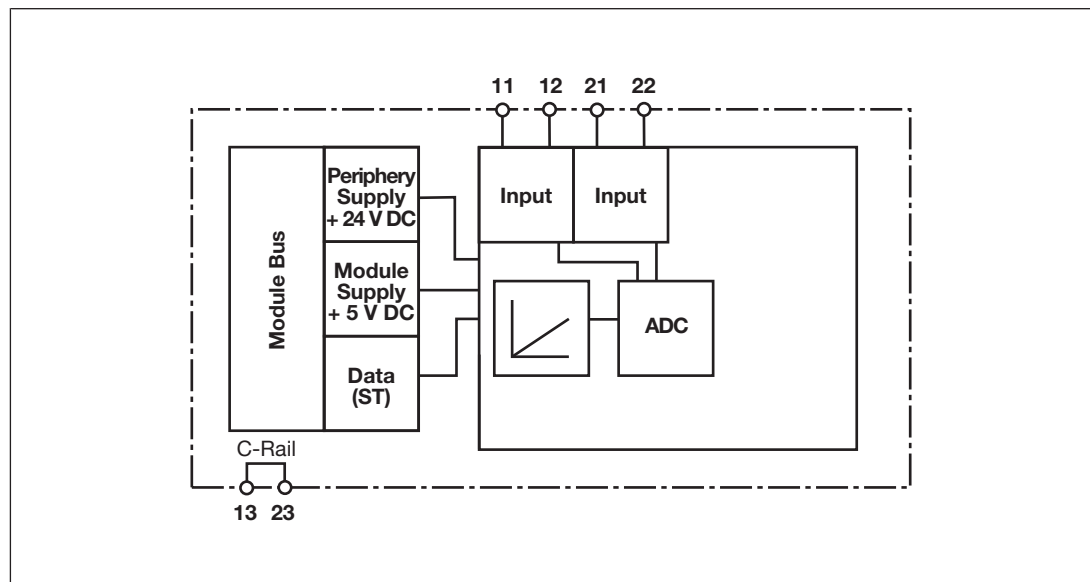 11 12 21 22
Module Bus
Periphery
Supply
+ 24 V DC
Module
Supply
+ 5 V DC
Data
(ST)
Input Input
ADC
C-Rail
13 23